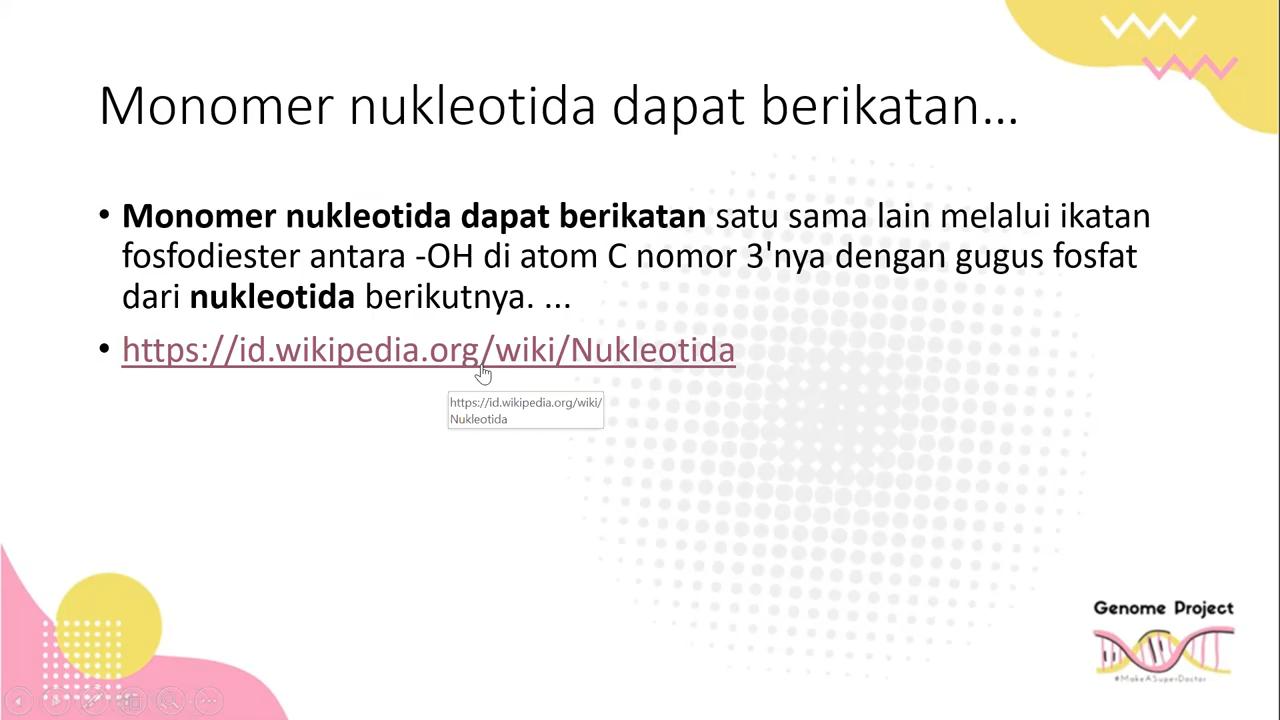 Monomer nukleotida dapat berikatan...
• Monomer nukleotida dapat berikatan satu sama lain melalui ikatan
fosfodiester antara -OH di atom C nomor 3'nya dengan gugus fosfat
dari nukleotida berikutnya. ...
• https://id.wikipedia.org/wiki/Nukleotida
https://id.wikipedia.org/wiki/
Nukleotida
Genome Project
#MakeASuperDoctor